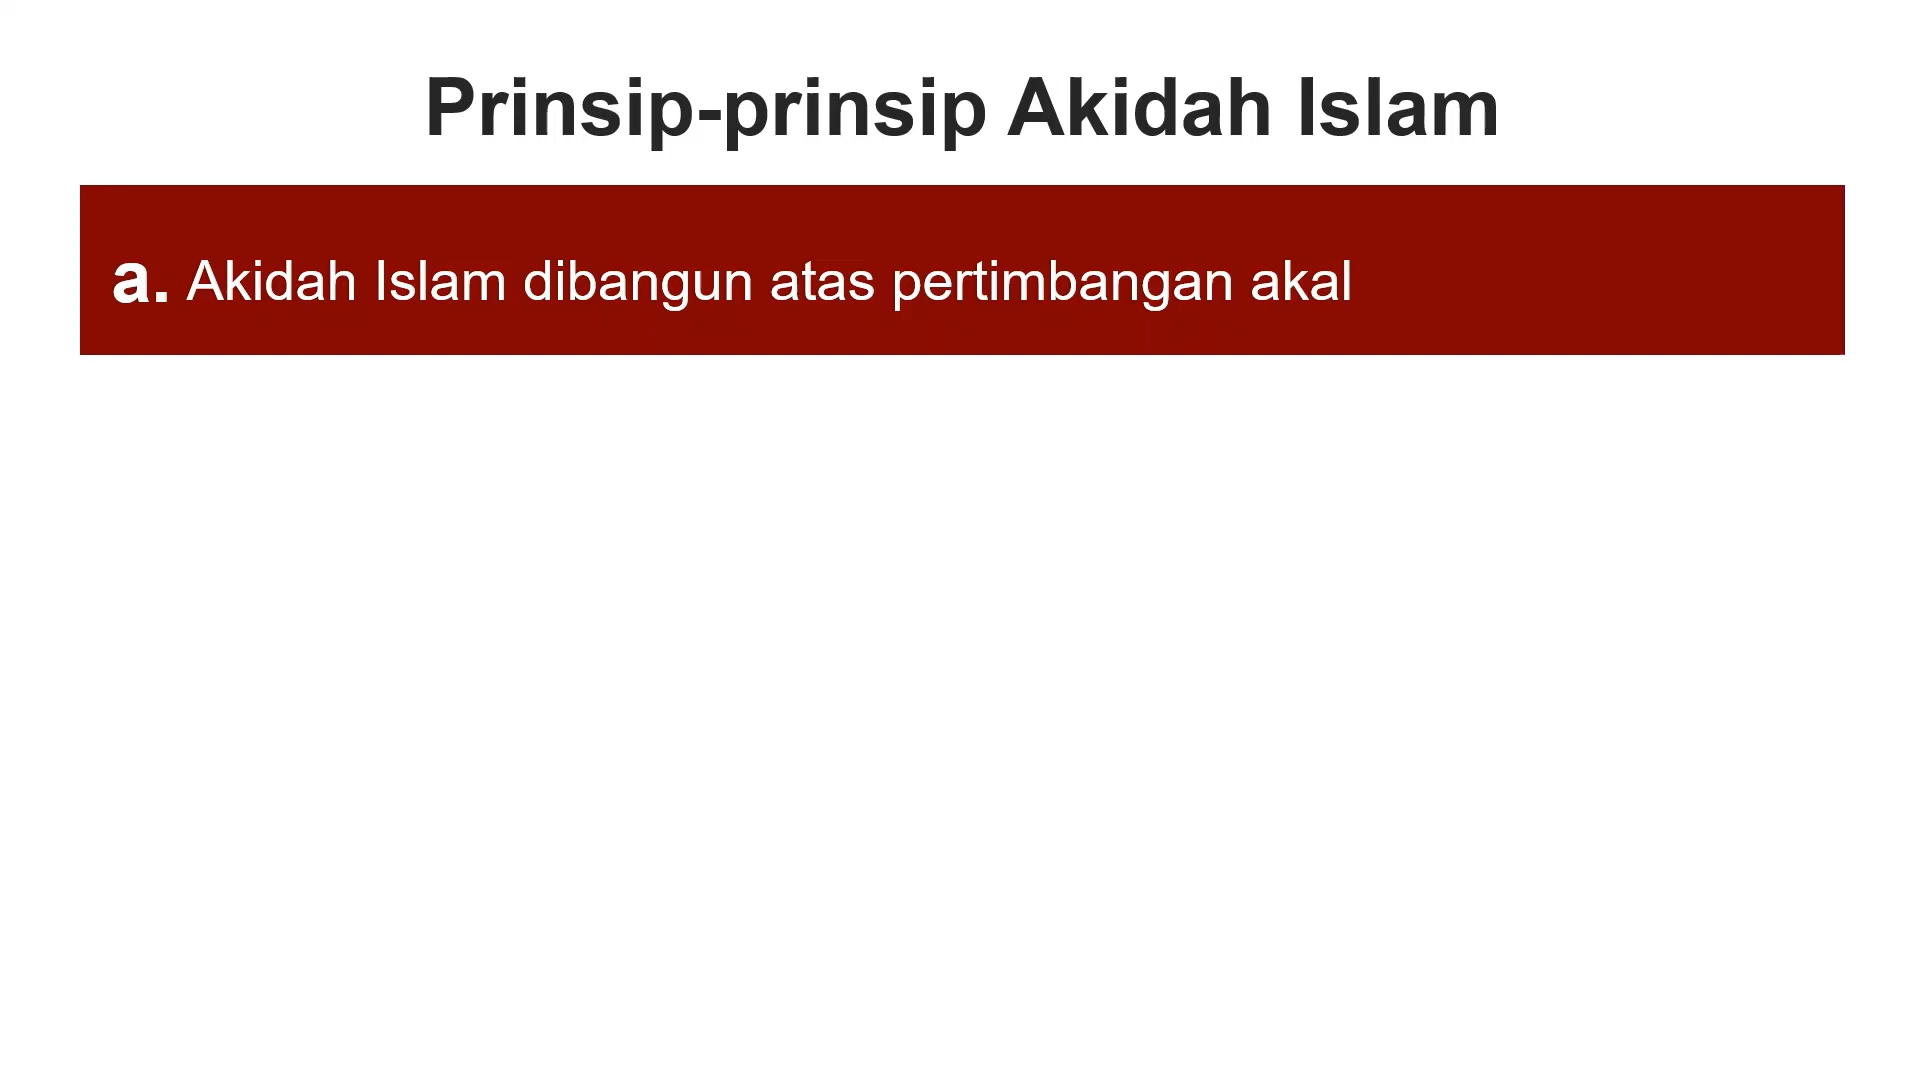 Prinsip-prinsip Akidah Islam
a. Akidah Islam dibangun atas pertimbangan akal